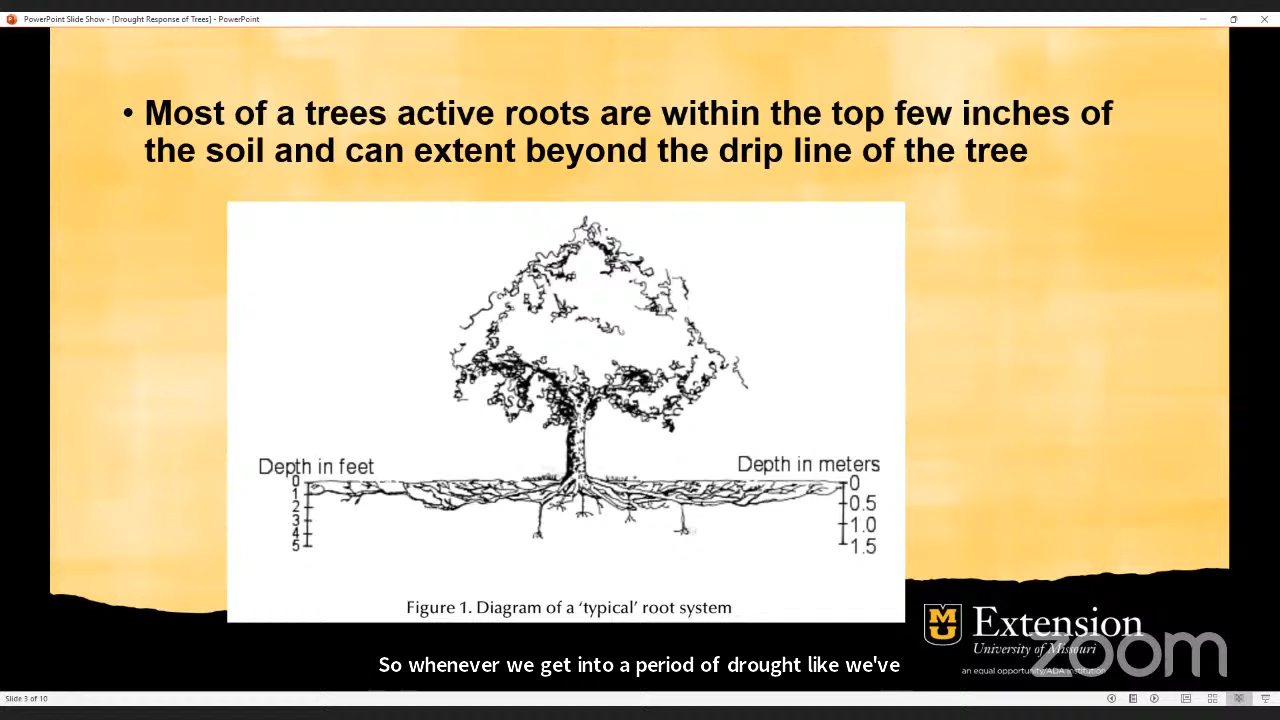 PowerPoint Slide Show - [Drought Response of Trees] - PowerPoint
• Most of a trees active roots are within the top few inches of
the soil and can extent beyond the drip line of the tree
Depth in feet
0
1
2
3
4
5
Depth in meters
0
0.5
1.0
1.5
Figure 1. Diagram of a ‘typical’ root system
MU
Extension
University of Missouri
an equal opportunity/ADA institution
zoom
So whenever we get into a period of drought like we've
Slide 3 of 10